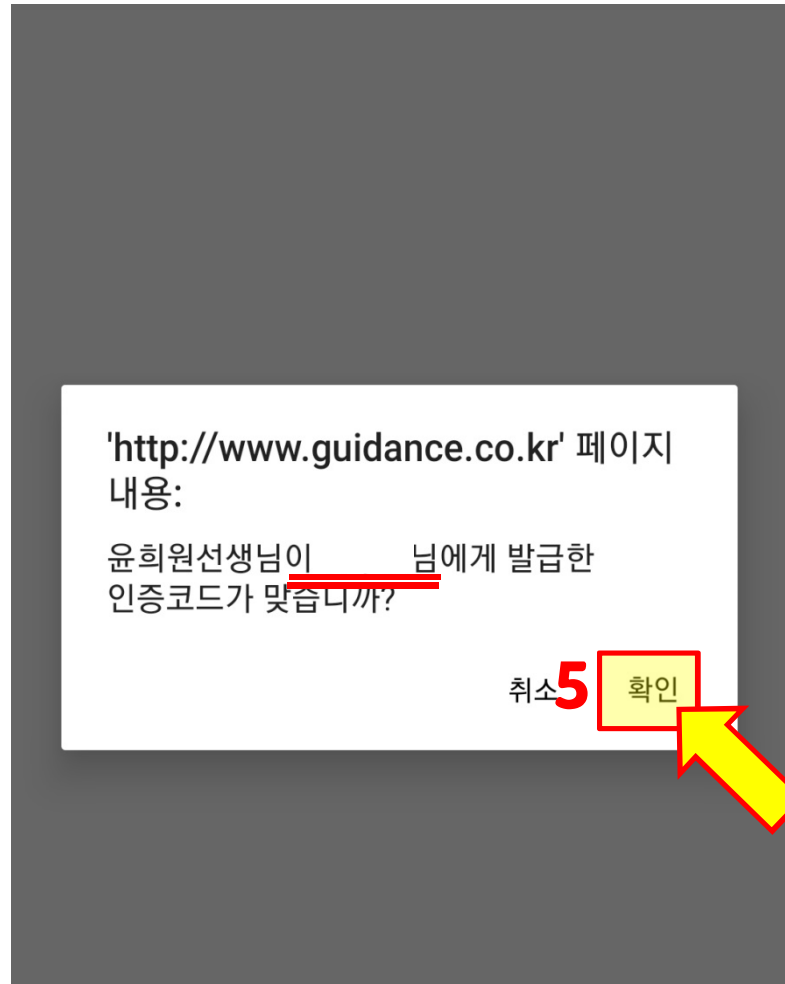 'http://www.guidance.co.kr' 페이지
내용:
윤희원선생님이 님에게 발급한
인증코드가 맞습니까?
취소 5 확인